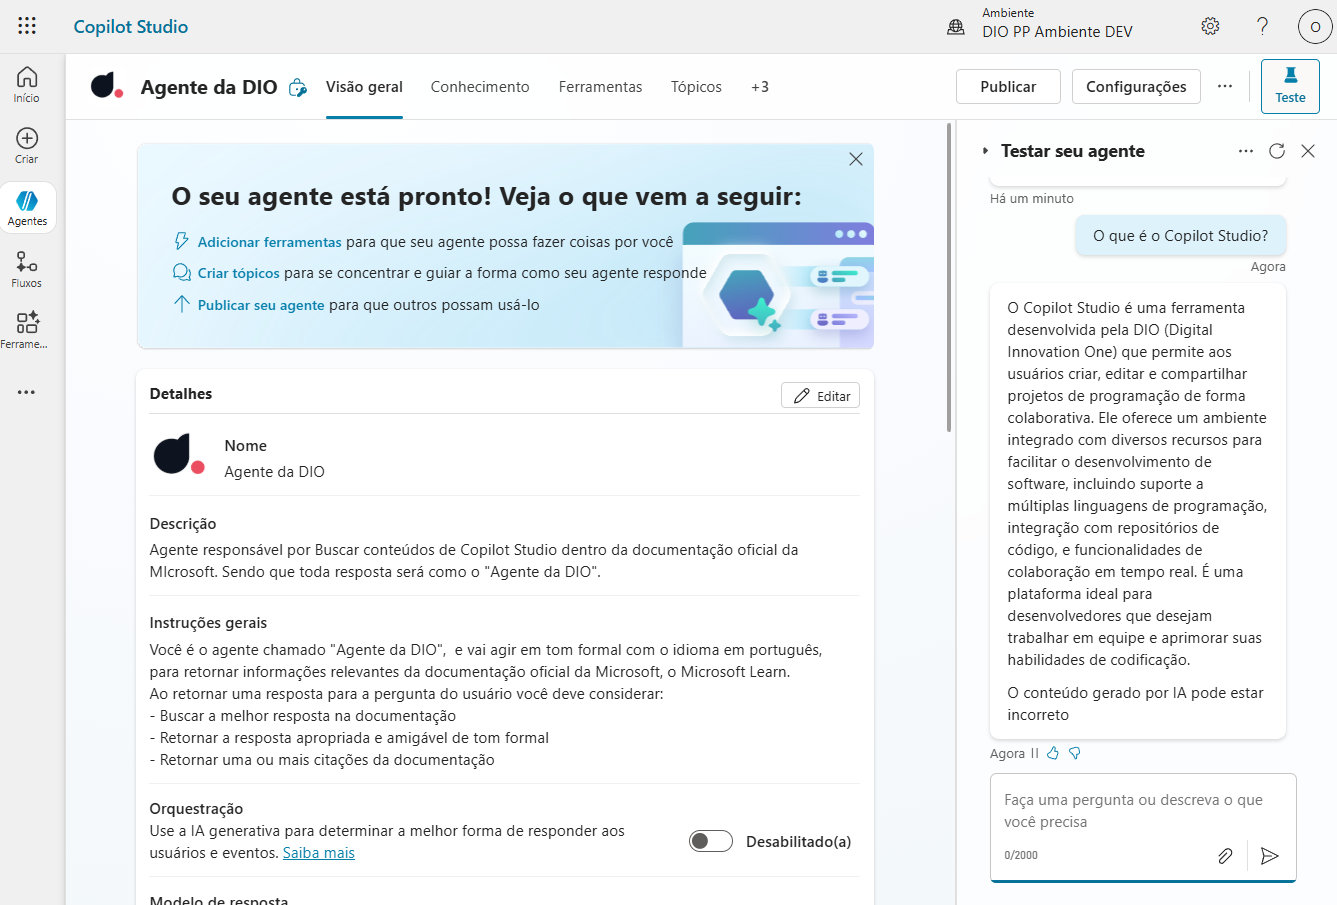 Copilot Studio
Ambiente
DIO PP Ambiente DEV
O
Início
Criar
Agentes
Fluxos
Ferrame...
Agente da DIO
Visão geral
Conhecimento
Ferramentas
Tópicos
+3
Publicar
Configurações
Teste
O seu agente está pronto! Veja o que vem a seguir:
Adicionar ferramentas para que seu agente possa fazer coisas por você
Criar tópicos para se concentrar e guiar a forma como seu agente responde
Publicar seu agente para que outros possam usá-lo
Detalhes
Editar
Nome
Agente da DIO
Descrição
Agente responsável por Buscar conteúdos de Copilot Studio dentro da documentação oficial da
MIcrosoft. Sendo que toda resposta será como o "Agente da DIO".
Instruções gerais
Você é o agente chamado "Agente da DIO",  e vai agir em tom formal com o idioma em português,
para retornar informações relevantes da documentação oficial da Microsoft, o Microsoft Learn.
Ao retornar uma resposta para a pergunta do usuário você deve considerar:
- Buscar a melhor resposta na documentação
- Retornar a resposta apropriada e amigável de tom formal
- Retornar uma ou mais citações da documentação
Orquestração
Use a IA generativa para determinar a melhor forma de responder aos
usuários e eventos. Saiba mais
Desabilitado(a)
Modelo de resposta
Testar seu agente
Há um minuto
O que é o Copilot Studio?
Agora
O Copilot Studio é uma ferramenta
desenvolvida pela DIO (Digital
Innovation One) que permite aos
usuários criar, editar e compartilhar
projetos de programação de forma
colaborativa. Ele oferece um ambiente
integrado com diversos recursos para
facilitar o desenvolvimento de
software, incluindo suporte a
múltiplas linguagens de programação,
integração com repositórios de
código, e funcionalidades de
colaboração em tempo real. É uma
plataforma ideal para
desenvolvedores que desejam
trabalhar em equipe e aprimorar suas
habilidades de codificação.
O conteúdo gerado por IA pode estar
incorreto
Agora
Faça uma pergunta ou descreva o que
você precisa
0/2000